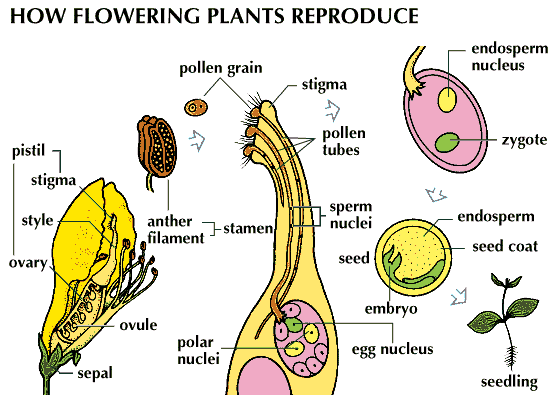 HOW FLOWERING PLANTS REPRODUCE
pollen grain
stigma
pollen
tubes
endosperm
nucleus
zygote
pistil
stigma
style
ovary
anther
filament
stamen
sperm
nuclei
endosperm
seed coat
seed
embryo
ovule
sepal
polar
nuclei
egg nucleus
seedling